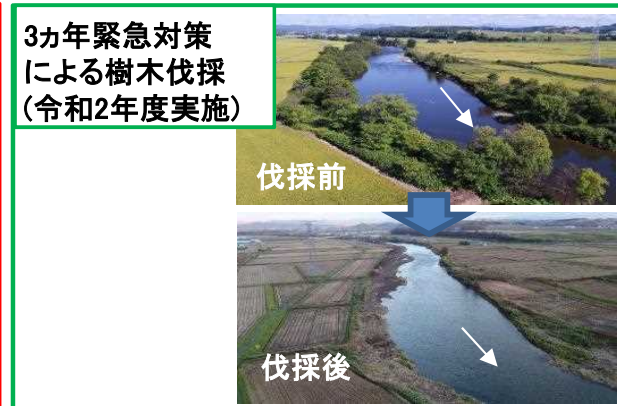 3ヵ年緊急対策
による樹木伐採
(令和2年度実施)
伐採前
伐採後